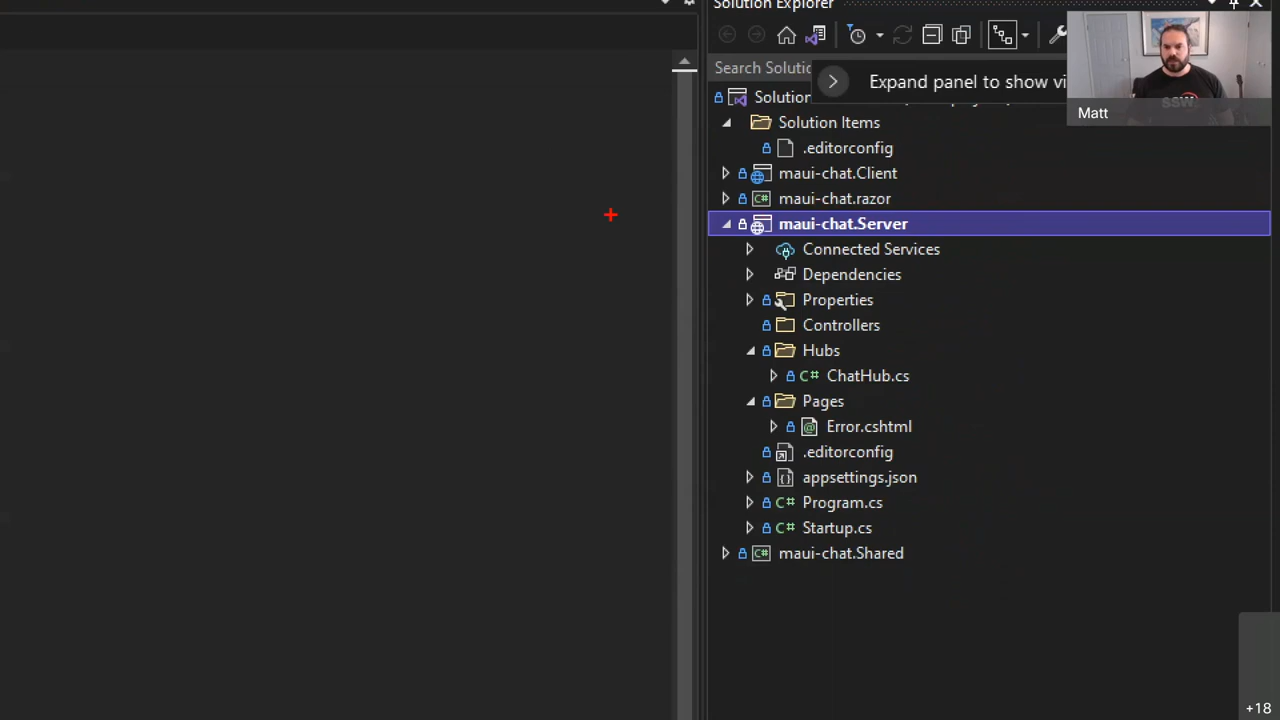 Solution Explorer
Search Solutio
Expand panel to show vi
Solution
Matt
SSW
Solution Items
.editorconfig
maui-chat.Client
maui-chat.razor
maui-chat.Server
Connected Services
Dependencies
Properties
Controllers
Hubs
C# ChatHub.cs
Pages
Error.cshtml
.editorconfig
appsettings.json
C# Program.cs
C# Startup.cs
maui-chat.Shared
+18